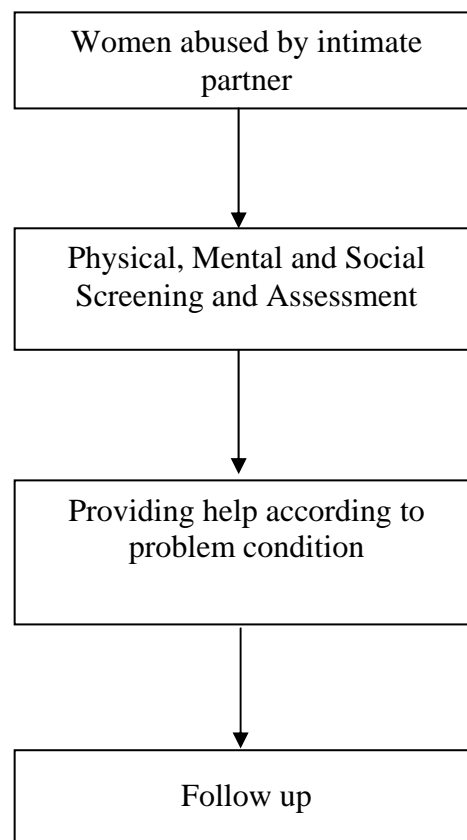 Women abused by intimate
partner
Physical, Mental and Social
Screening and Assessment
Providing help according to
problem condition
Follow up